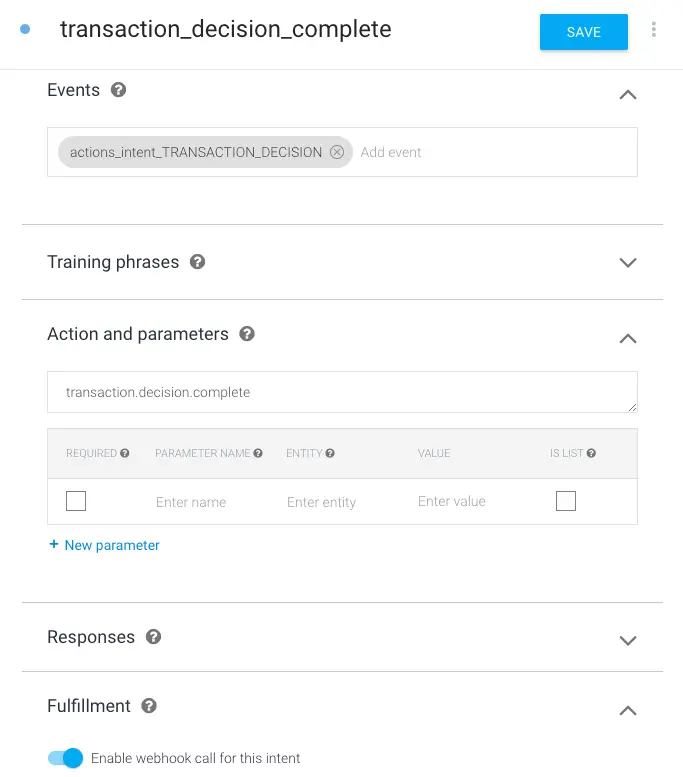 transaction_decision_complete
SAVE
Events
actions_intent_TRANSACTION_DECISION Add event
Training phrases
Action and parameters
transaction.decision.complete
REQUIRED PARAMETER NAME ENTITY VALUE IS LIST
Enter name Enter entity Enter value
+ New parameter
Responses
Fulfillment
Enable webhook call for this intent